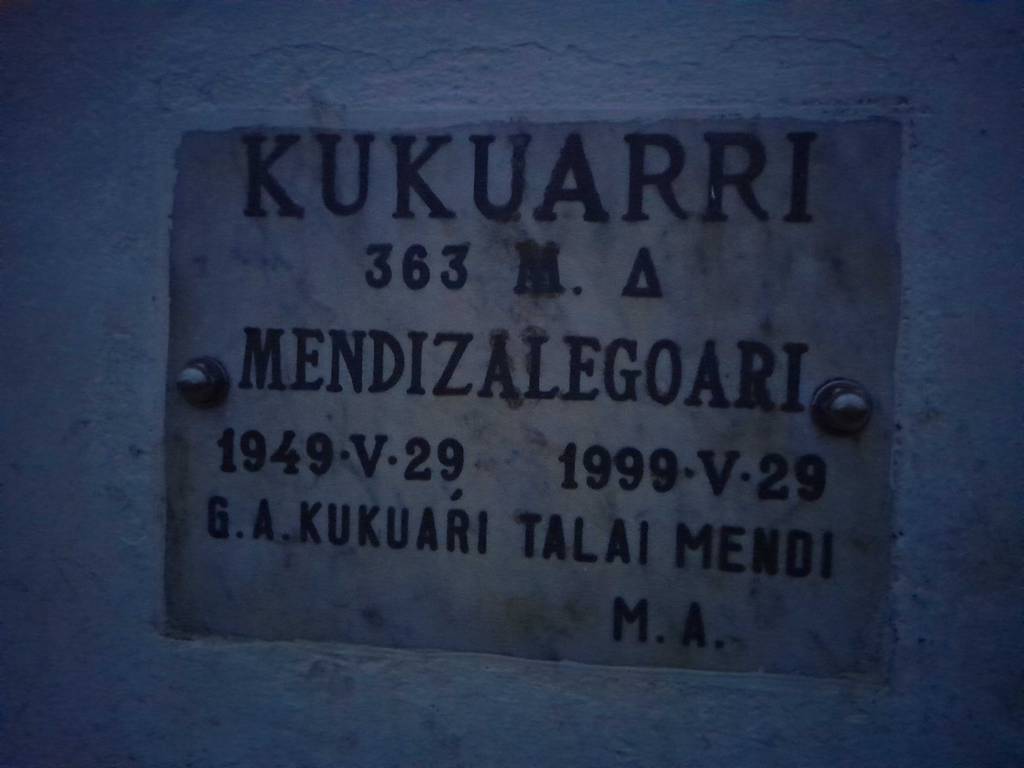 KUKUARRI
363 M. Δ
MENDIZALEGOARI
1949·V·29 1999·V·29
G.A.KUKUAŔI TALAI MENDI
M.A.